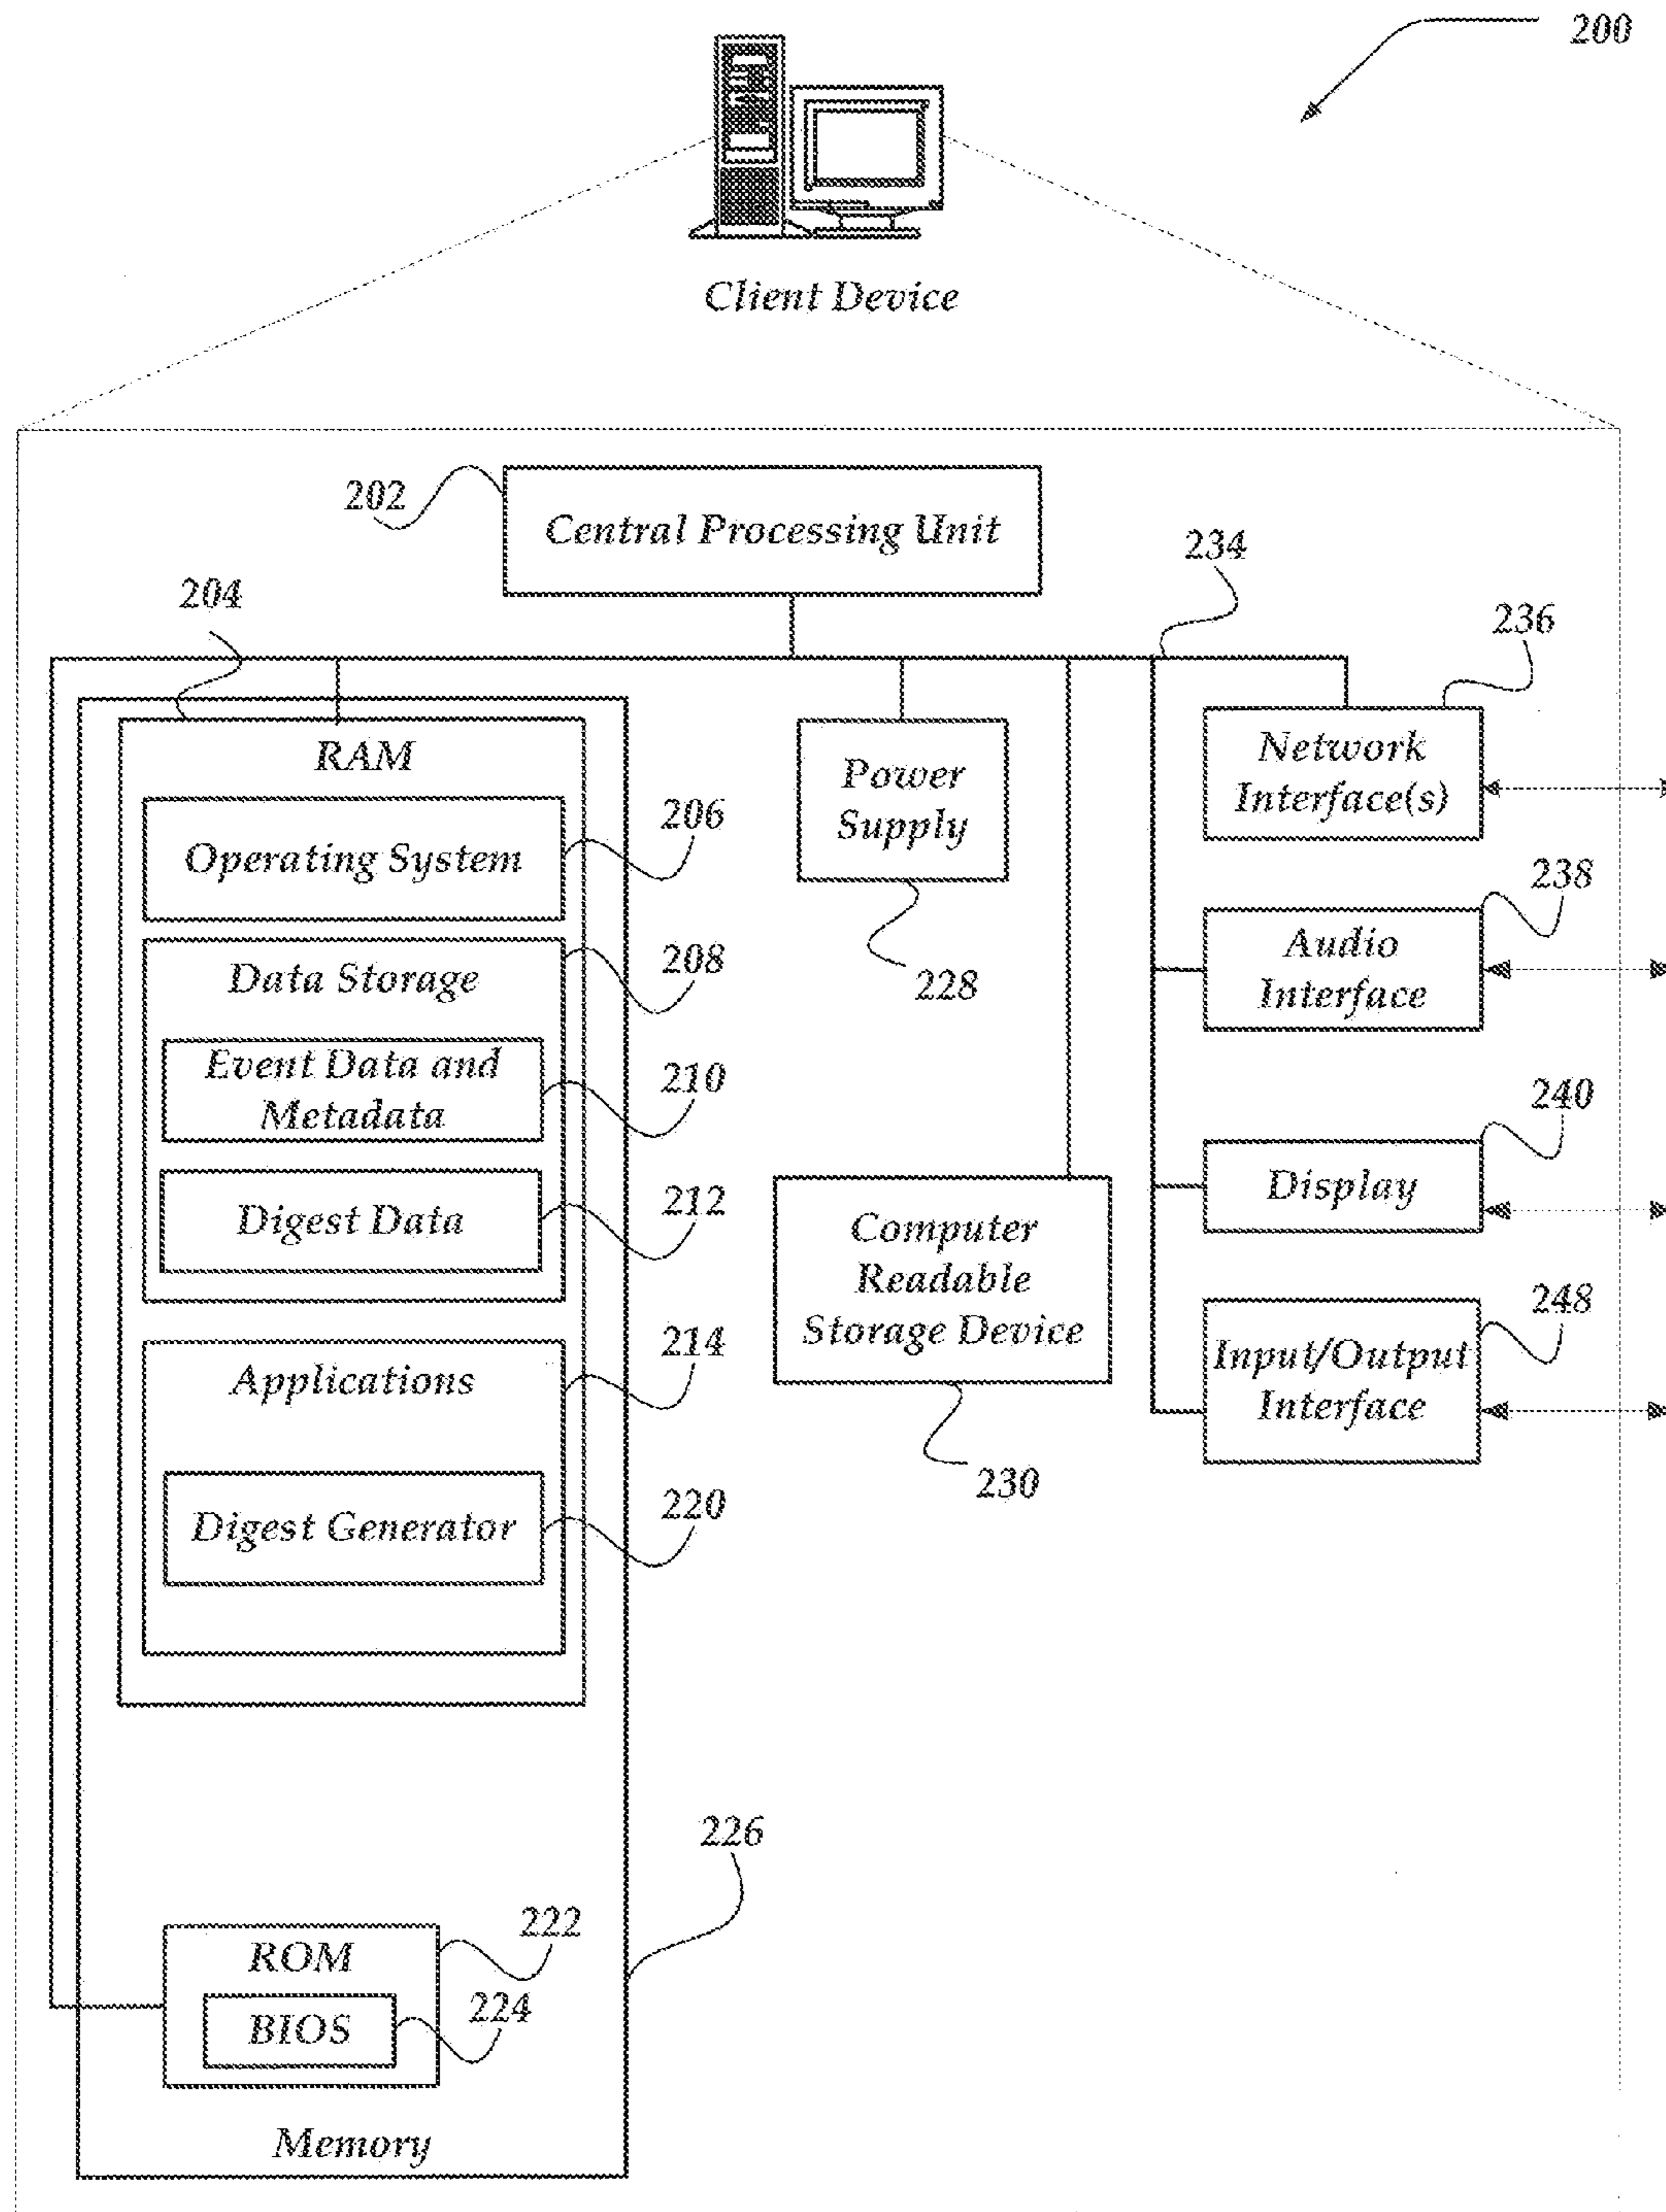 200
Client Device
202
Central Processing Unit
234
204
236
RAM
Network
Interface(s)
Power
Supply
206
Operating System
238
Audio
Interface
208
Data Storage
228
210
Event Data and
Metadata
240
Display
212
Digest Data
Computer
Readable
Storage Device
248
Input/Output
Interface
214
Applications
230
220
Digest Generator
226
222
ROM
224
BIOS
Memory